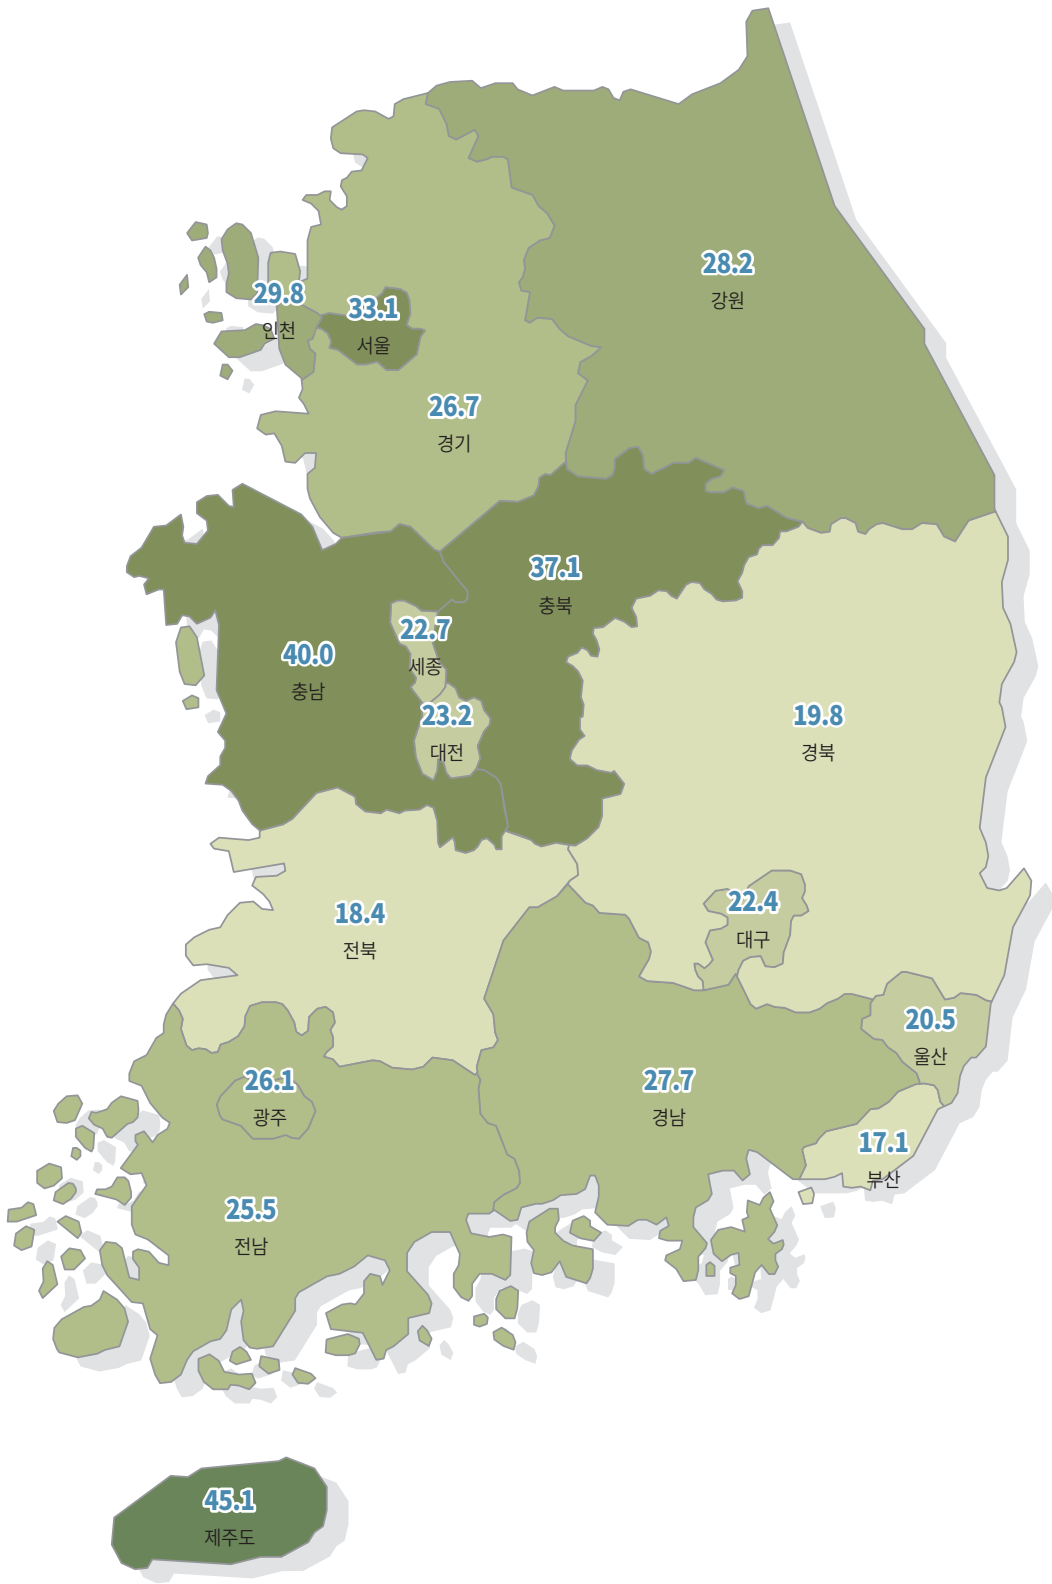 28.2
강원
29.8
인천
33.1
서울
26.7
경기
37.1
충북
22.7
세종
40.0
충남
23.2
대전
19.8
경북
22.4
대구
18.4
전북
20.5
울산
26.1
광주
27.7
경남
17.1
부산
25.5
전남
45.1
제주도